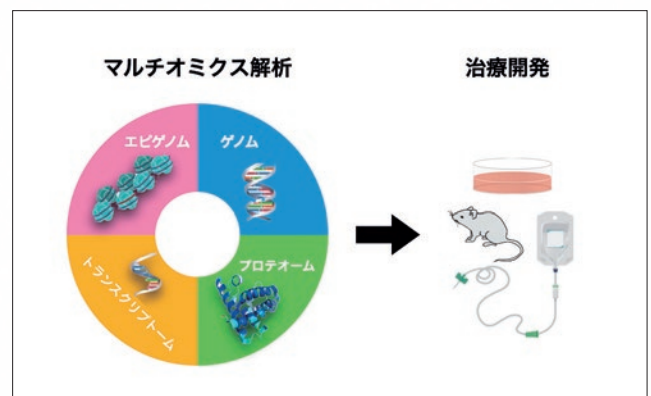 マルチオミクス解析
治療開発
エピゲノム
ゲノム
トランスクリプトーム
プロテオーム